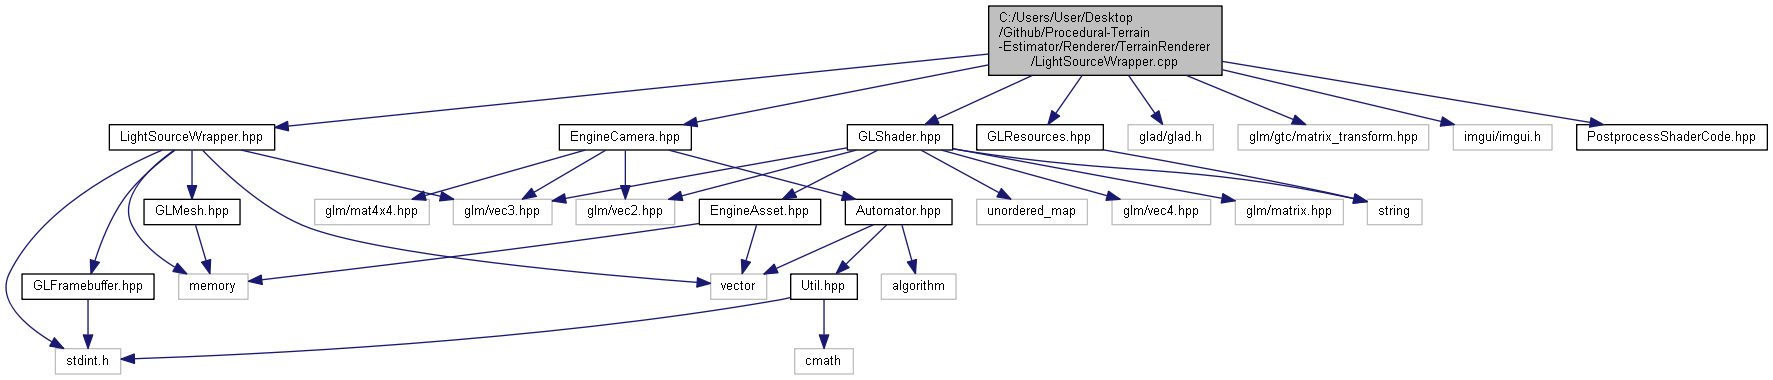 C:/Users/User/Desktop
/Github/Procedural-Terrain
-Estimator/Renderer/TerrainRenderer
/LightSourceWrapper.cpp
LightSourceWrapper.hpp
EngineCamera.hpp
GLShader.hpp
GLResources.hpp
glad/glad.h
glm/gtc/matrix_transform.hpp
imgui/imgui.h
PostprocessShaderCode.hpp
GLMesh.hpp
glm/mat4x4.hpp
glm/vec3.hpp
glm/vec2.hpp
EngineAsset.hpp
Automator.hpp
unordered_map
glm/vec4.hpp
glm/matrix.hpp
string
GLFramebuffer.hpp
memory
vector
Util.hpp
algorithm
stdint.h
cmath